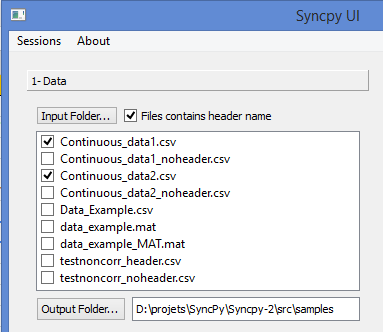 Syncpy UI
Sessions About
1- Data
Input Folder... Files contains header name
Continuous_data1.csv
Continuous_data1_noheader.csv
Continuous_data2.csv
Continuous_data2_noheader.csv
Data_Example.csv
data_example.mat
data_example_MAT.mat
testnoncorr_header.csv
testnoncorr_noheader.csv
Output Folder... D:\projets\SyncPy\Syncpy-2\src\samples